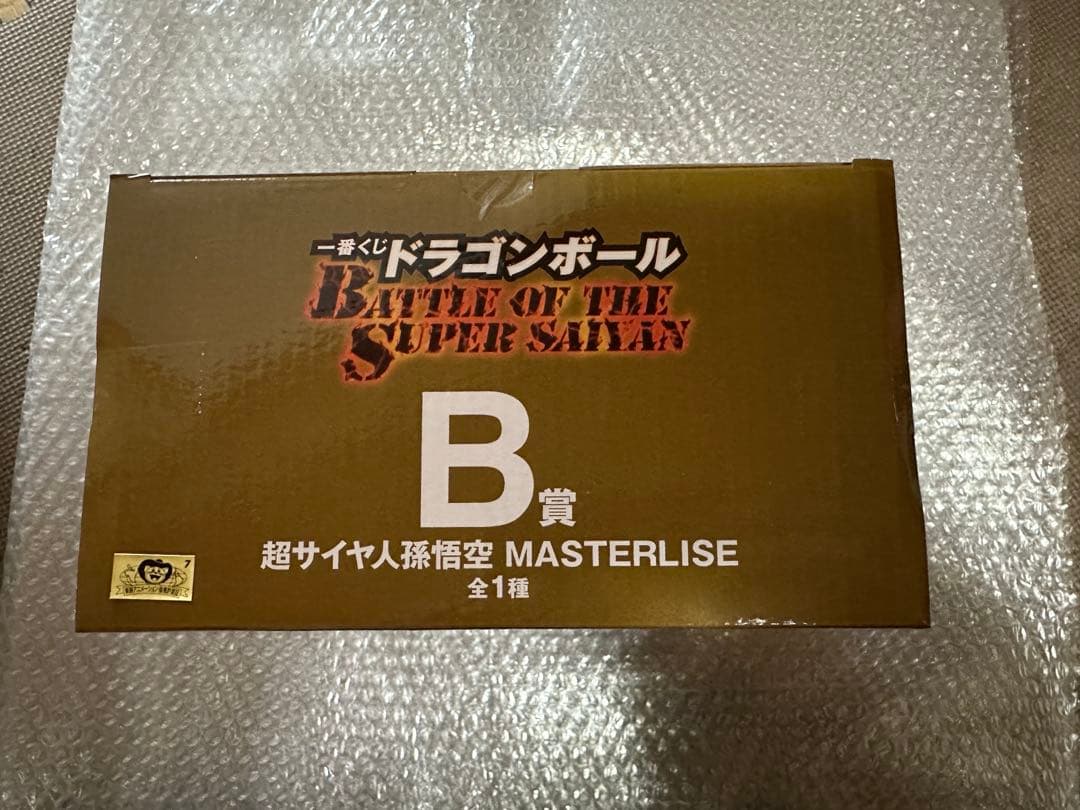 一番くじ ドラゴンボール
BATTLE OF THE
SUPER SAIYAN
B賞
超サイヤ人孫悟空 MASTERLISE
全1種
7